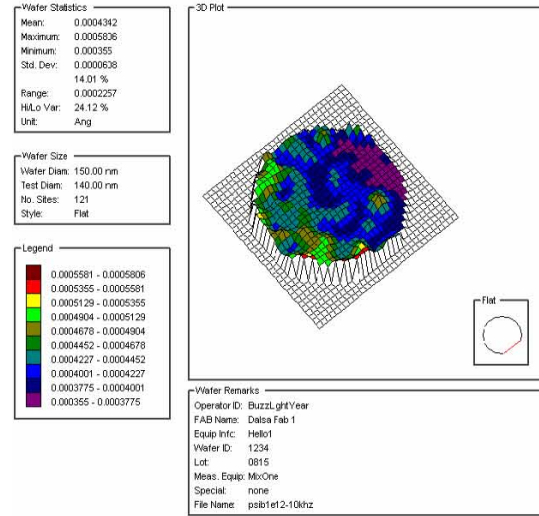 Wafer Statistics
Mean: 0.0004342
Maximum: 0.0005836
Minimum: 0.000355
Std. Dev: 0.0000638
14.01 %
Range: 0.0002257
Hi/Lo Var: 24.12 %
Unit: Ang
Wafer Size
Wafer Diam: 150.00 nm
Test Diam: 140.00 nm
No. Sites: 121
Style: Flat
Legend
0.0005581 - 0.0005806
0.0005355 - 0.0005581
0.0005129 - 0.0005355
0.0004904 - 0.0005129
0.0004678 - 0.0004904
0.0004452 - 0.0004678
0.0004227 - 0.0004452
0.0004001 - 0.0004227
0.0003775 - 0.0004001
0.000355 - 0.0003775
3D Plot
Flat
Wafer Remarks
Operator ID: BuzzLghtYear
FAB Name: Dalsa Fab 1
Equip Info: Hello1
Wafer ID: 1234
Lot: 0815
Meas. Equip: MixOne
Special: none
File Name: psib1e12-10khz